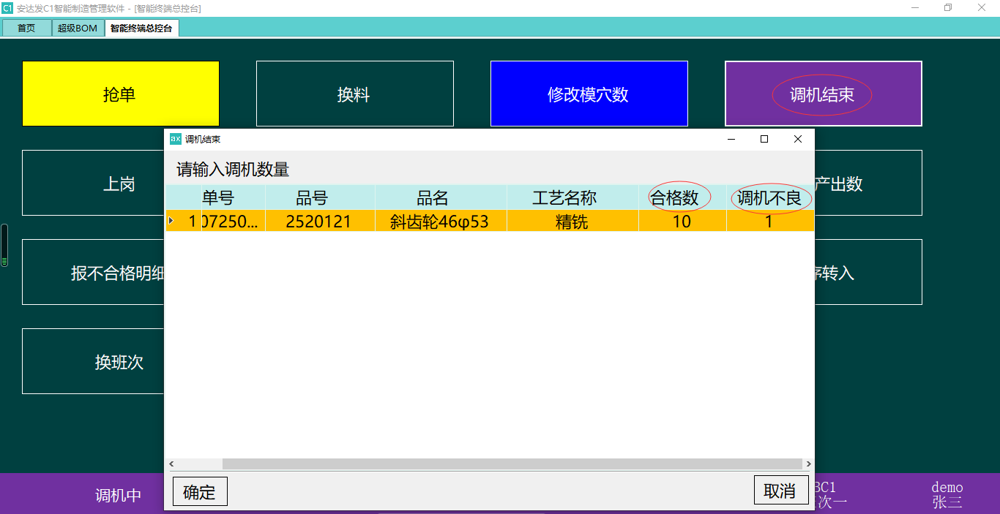 C1 安达发C1智能制造管理软件 - [智能终端总控台]
首页 超级BOM 智能终端总控台
抢单 换料 修改模穴数 调机结束
ax 调机结束
请输入调机数量
单号 品号 品名 工艺名称 合格数 调机不良
1 07250... 2520121 斜齿轮46φ53 精铣 10 1
上岗 产出数
报不合格明细 转入
换班次
确定 取消
调机中 BC1 demo
次一 张三